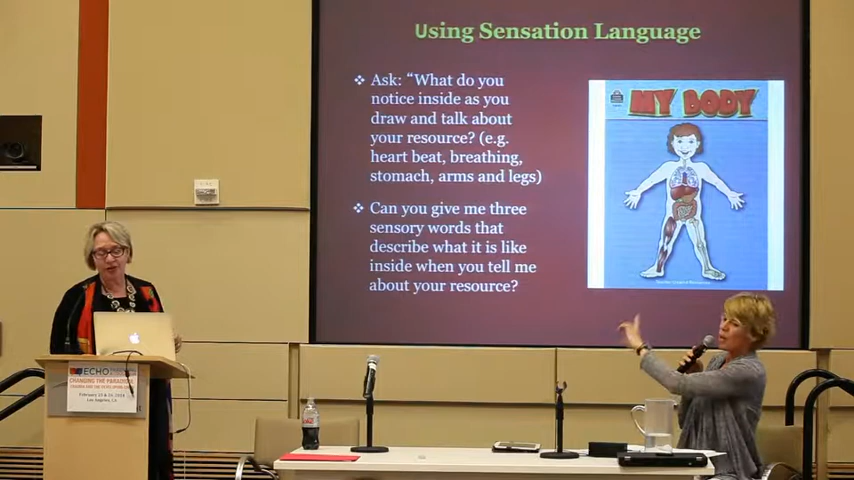 Using Sensation Language
❖ Ask: “What do you
notice inside as you
draw and talk about
your resource? (e.g.
heart beat, breathing,
stomach, arms and legs)
❖ Can you give me three
sensory words that
describe what it is like
inside when you tell me
about your resource?
MY BODY
ECHO
CHANGING THE PARADIGM
Los Angeles, CA